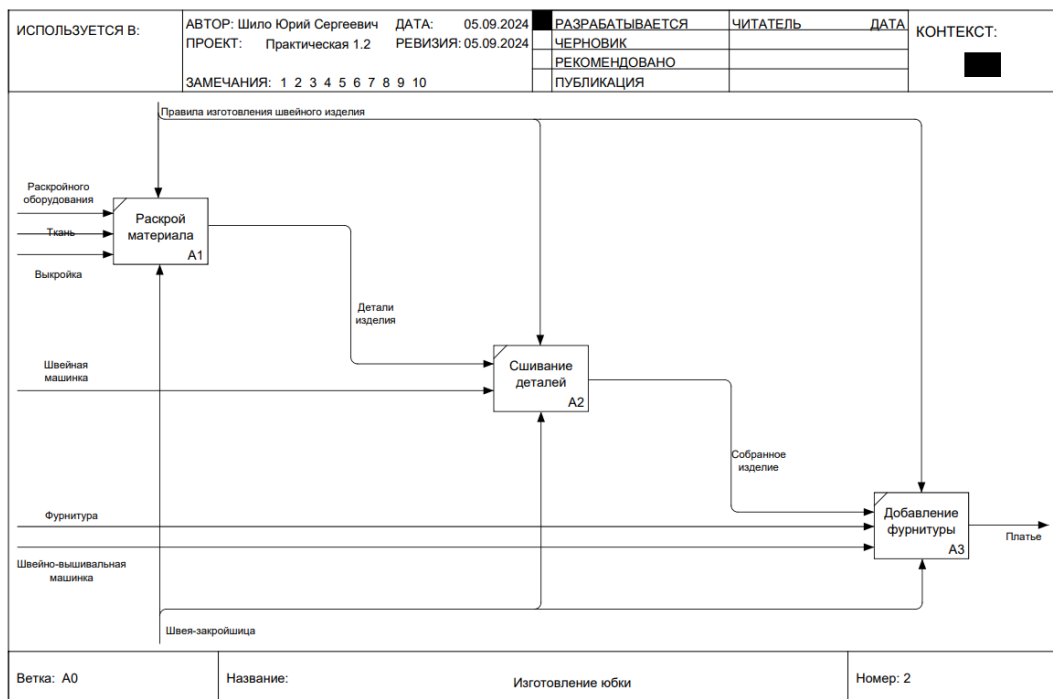 ИСПОЛЬЗУЕТСЯ В:
АВТОР: Шило Юрий Сергеевич ДАТА: 05.09.2024
ПРОЕКТ: Практическая 1.2 РЕВИЗИЯ: 05.09.2024
ЗАМЕЧАНИЯ: 1 2 3 4 5 6 7 8 9 10
РАЗРАБАТЫВАЕТСЯ
ЧЕРНОВИК
РЕКОМЕНДОВАНО
ПУБЛИКАЦИЯ
ЧИТАТЕЛЬ ДАТА
КОНТЕКСТ:
Правила изготовления швейного изделия
Раскройного
оборудования
Ткань
Выкройка
Раскрой
материала
A1
Детали
изделия
Швейная
машинка
Сшивание
деталей
A2
Собранное
изделие
Фурнитура
Швейно-вышивальная
машинка
Добавление
фурнитуры
A3
Платье
Швея-закройшица
Ветка: A0
Название:
Изготовление юбки
Номер: 2